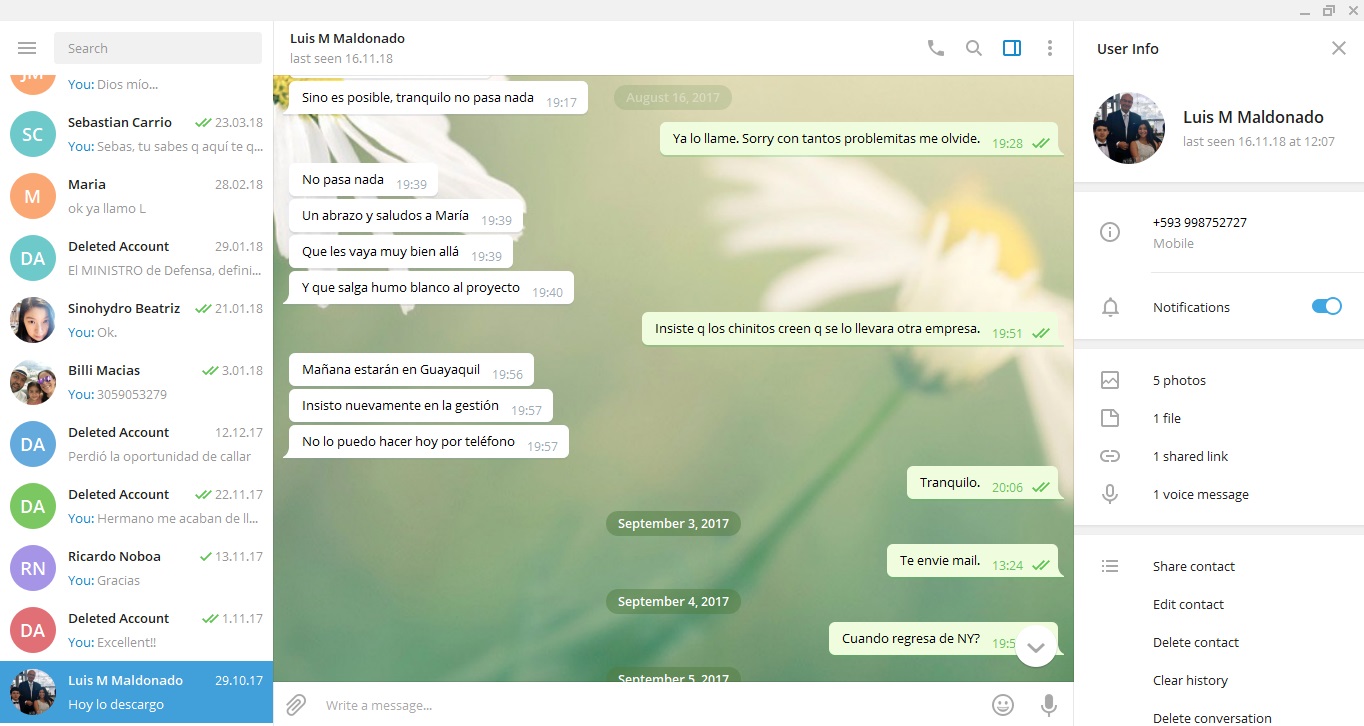 Search
JM
You: Dios mío...
SC
Sebastian Carrio
23.03.18
You: Sebas, tu sabes q aquí te q...
M
Maria
28.02.18
ok ya llamo L
DA
Deleted Account
29.01.18
El MINISTRO de Defensa, defini...
Sinohydro Beatriz
21.01.18
You: Ok.
Billi Macias
3.01.18
You: 3059053279
DA
Deleted Account
12.12.17
Perdió la oportunidad de callar
DA
Deleted Account
22.11.17
You: Hermano me acaban de ll...
RN
Ricardo Noboa
13.11.17
You: Gracias
DA
Deleted Account
1.11.17
You: Excellent!!
Luis M Maldonado
29.10.17
Hoy lo descargo
Luis M Maldonado
last seen 16.11.18
August 16, 2017
Sino es posible, tranquilo no pasa nada 19:17
Ya lo llame. Sorry con tantos problemitas me olvide. 19:28
No pasa nada 19:39
Un abrazo y saludos a María 19:39
Que les vaya muy bien allá 19:39
Y que salga humo blanco al proyecto 19:40
Insiste q los chinitos creen q se lo llevara otra empresa. 19:51
Mañana estarán en Guayaquil 19:56
Insisto nuevamente en la gestión 19:57
No lo puedo hacer hoy por teléfono 19:57
Tranquilo. 20:06
September 3, 2017
Te envie mail. 13:24
September 4, 2017
Cuando regresa de NY?
September 5, 2017
Write a message...
User Info
Luis M Maldonado
last seen 16.11.18 at 12:07
+593 998752727
Mobile
Notifications
5 photos
1 file
1 shared link
1 voice message
Share contact
Edit contact
Delete contact
Clear history
Delete conversation